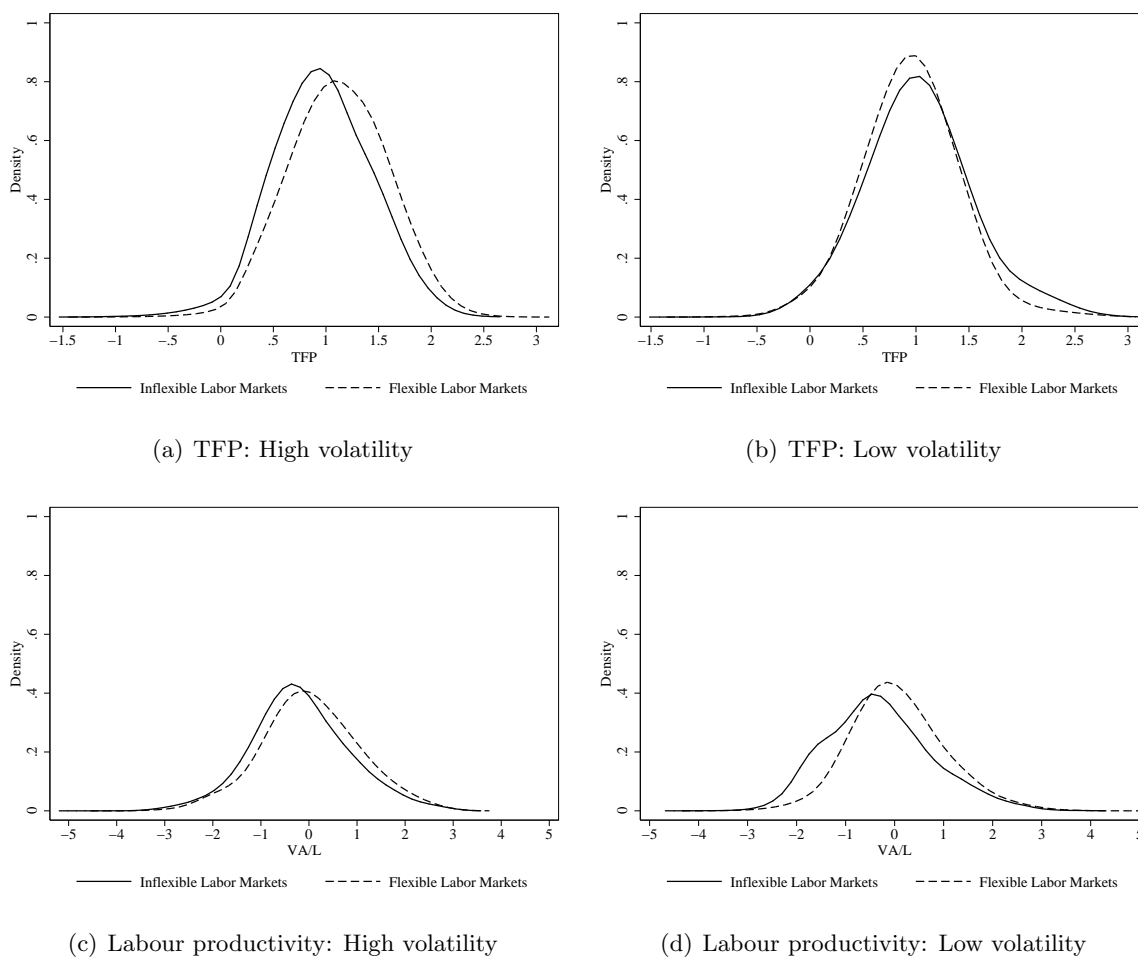 Density
0 .2 .4 .6 .8 1
−1.5 −1 −.5 0 .5 1 1.5 2 2.5 3
TFP
Inflexible Labor Markets Flexible Labor Markets
(a) TFP: High volatility
Density
0 .2 .4 .6 .8 1
−1.5 −1 −.5 0 .5 1 1.5 2 2.5 3
TFP
Inflexible Labor Markets Flexible Labor Markets
(b) TFP: Low volatility
Density
0 .2 .4 .6 .8 1
−5 −4 −3 −2 −1 0 1 2 3 4 5
VA/L
Inflexible Labor Markets Flexible Labor Markets
(c) Labour productivity: High volatility
Density
0 .2 .4 .6 .8 1
−5 −4 −3 −2 −1 0 1 2 3 4 5
VA/L
Inflexible Labor Markets Flexible Labor Markets
(d) Labour productivity: Low volatility